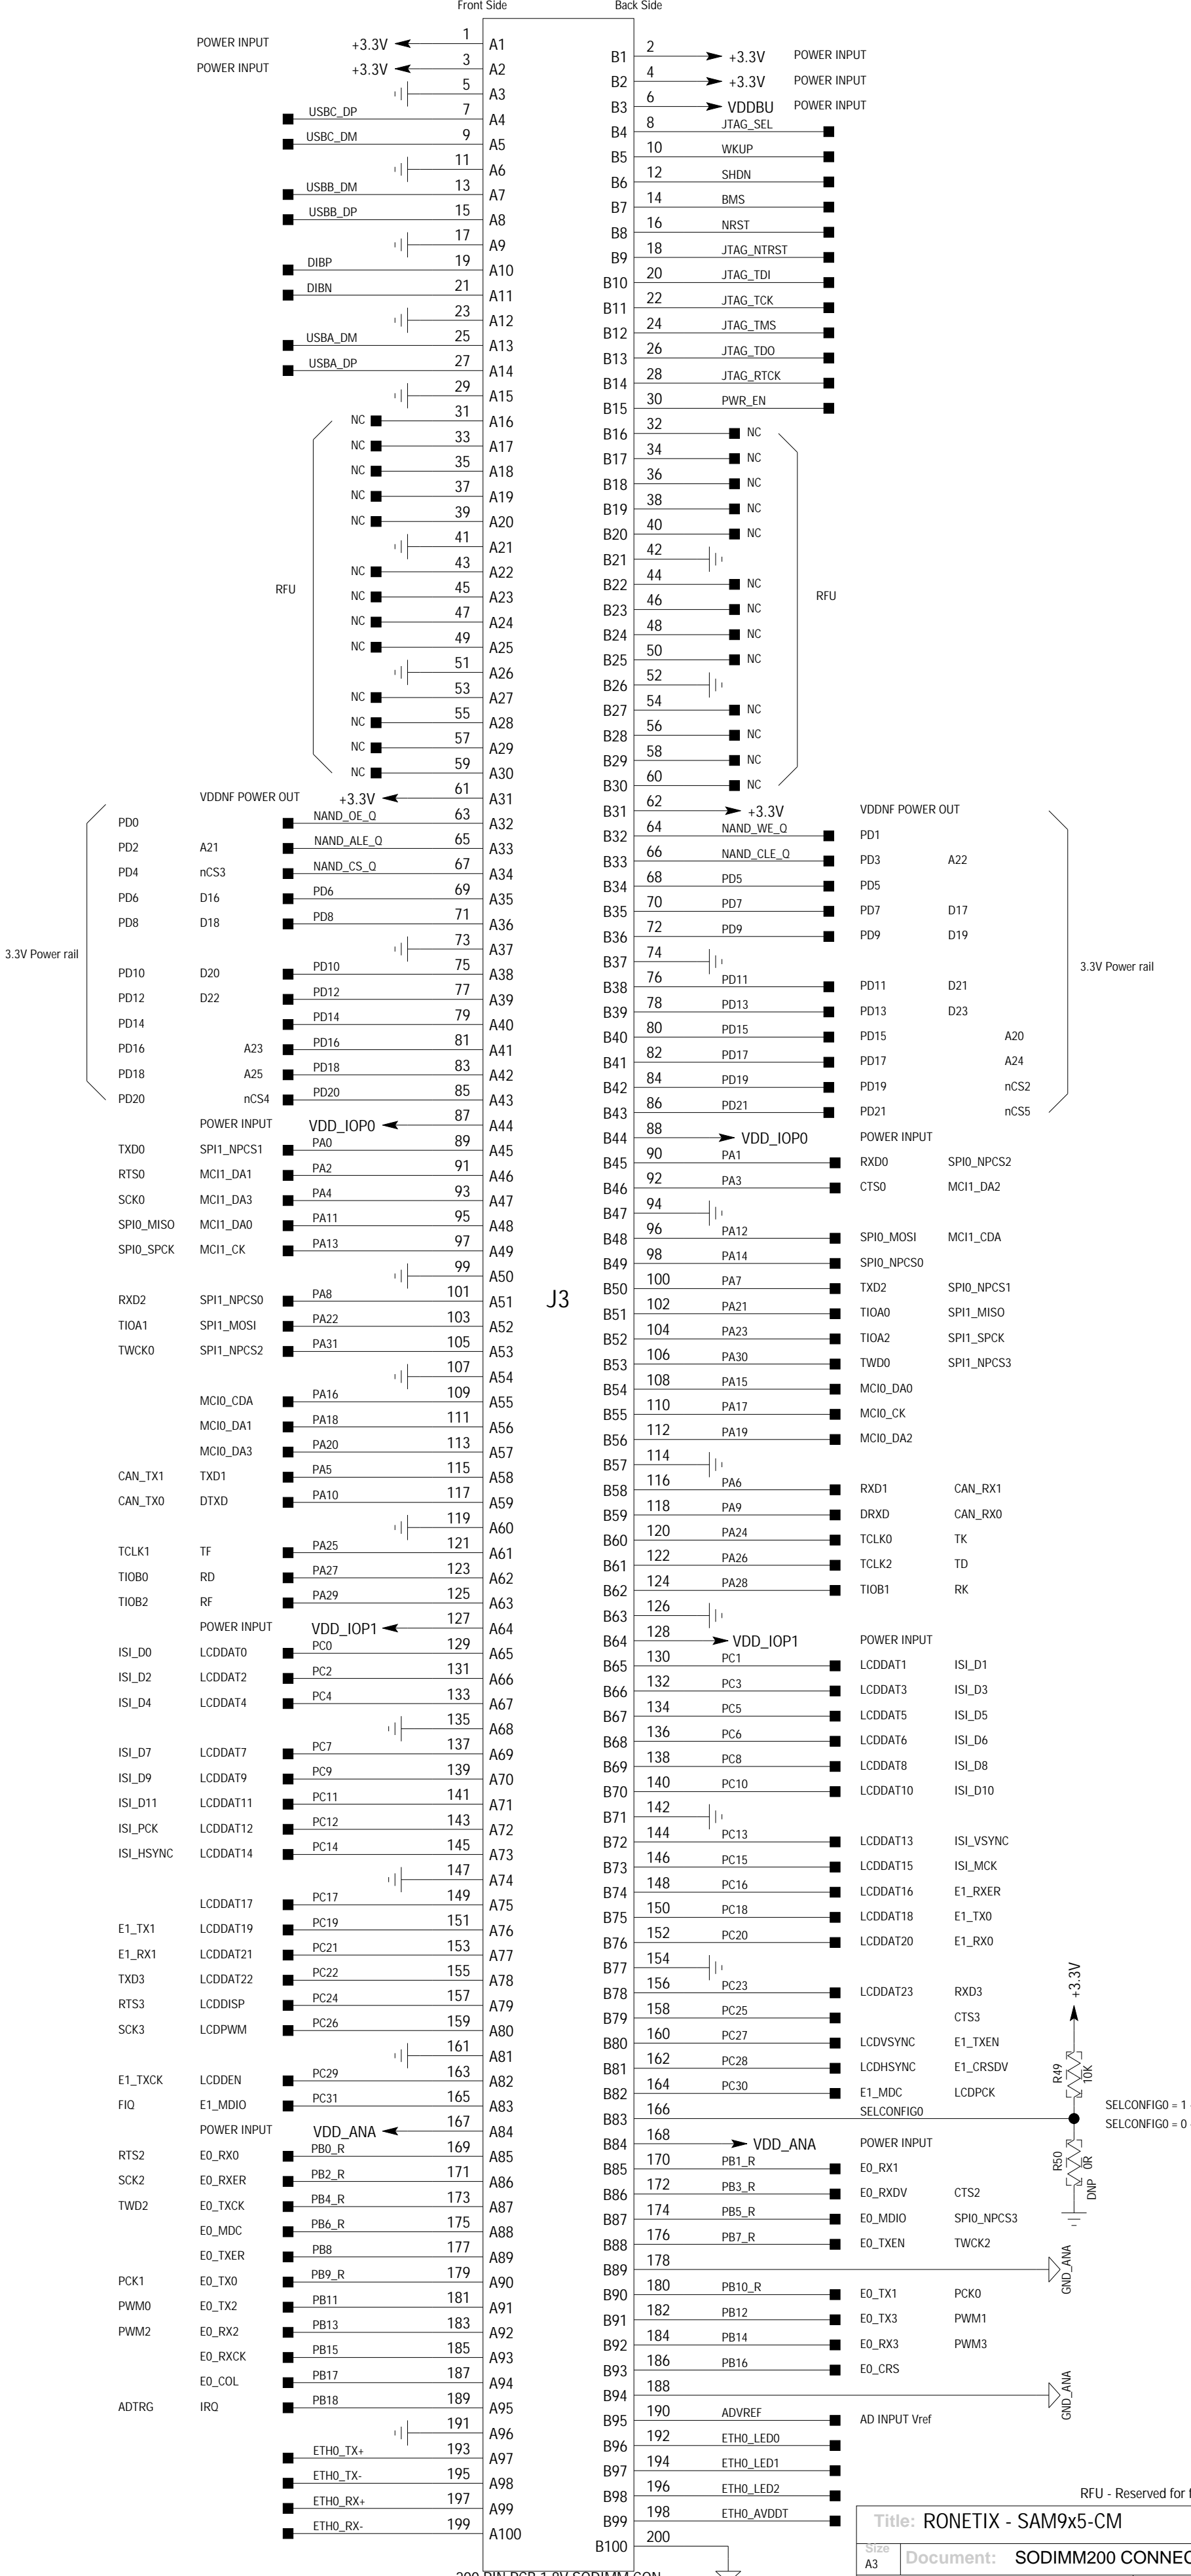 Front Side Back Side
POWER INPUT +3.3V 1 A1
B1 2 +3.3V POWER INPUT
POWER INPUT +3.3V 3 A2
B2 4 +3.3V POWER INPUT
5 A3
B3 6 VDDBU POWER INPUT
USBC_DP 7 A4
B4 8 JTAG_SEL
USBC_DM 9 A5
B5 10 WKUP
11 A6
B6 12 SHDN
USBB_DM 13 A7
B7 14 BMS
USBB_DP 15 A8
B8 16 NRST
17 A9
B9 18 JTAG_NTRST
DIBP 19 A10
B10 20 JTAG_TDI
DIBN 21 A11
B11 22 JTAG_TCK
23 A12
B12 24 JTAG_TMS
USBA_DM 25 A13
B13 26 JTAG_TDO
USBA_DP 27 A14
B14 28 JTAG_RTCK
29 A15
B15 30 PWR_EN
NC 31 A16
B16 32 NC
NC 33 A17
B17 34 NC
NC 35 A18
B18 36 NC
NC 37 A19
B19 38 NC
NC 39 A20
B20 40 NC
41 A21
B21 42
NC 43 A22
B22 44 NC
RFU
RFU
NC 45 A23
B23 46 NC
NC 47 A24
B24 48 NC
NC 49 A25
B25 50 NC
51 A26
B26 52
NC 53 A27
B27 54 NC
NC 55 A28
B28 56 NC
NC 57 A29
B29 58 NC
NC 59 A30
B30 60 NC
VDDNF POWER OUT +3.3V 61 A31
B31 62 +3.3V VDDNF POWER OUT
PD0 NAND_OE_Q 63 A32
B32 64 NAND_WE_Q PD1
PD2 A21 NAND_ALE_Q 65 A33
B33 66 NAND_CLE_Q PD3 A22
PD4 nCS3 NAND_CS_Q 67 A34
B34 68 PD5 PD5
PD6 D16 PD6 69 A35
B35 70 PD7 PD7 D17
PD8 D18 PD8 71 A36
B36 72 PD9 PD9 D19
3.3V Power rail 73 A37
B37 74 3.3V Power rail
PD10 D20 PD10 75 A38
B38 76 PD11 PD11 D21
PD12 D22 PD12 77 A39
B39 78 PD13 PD13 D23
PD14 PD14 79 A40
B40 80 PD15 PD15 A20
PD16 A23 PD16 81 A41
B41 82 PD17 PD17 A24
PD18 A25 PD18 83 A42
B42 84 PD19 PD19 nCS2
PD20 nCS4 PD20 85 A43
B43 86 PD21 PD21 nCS5
POWER INPUT VDD_IOP0 87 A44
B44 88 VDD_IOP0 POWER INPUT
TXD0 SPI1_NPCS1 PA0 89 A45
B45 90 PA1 RXD0 SPI0_NPCS2
RTS0 MCI1_DA1 PA2 91 A46
B46 92 PA3 CTS0 MCI1_DA2
SCK0 MCI1_DA3 PA4 93 A47
B47 94
SPI0_MISO MCI1_DA0 PA11 95 A48
B48 96 PA12 SPI0_MOSI MCI1_CDA
SPI0_SPCK MCI1_CK PA13 97 A49
B49 98 PA14 SPI0_NPCS0
99 A50
B50 100 PA7 TXD2 SPI0_NPCS1
J3
RXD2 SPI1_NPCS0 PA8 101 A51
B51 102 PA21 TIOA0 SPI1_MISO
TIOA1 SPI1_MOSI PA22 103 A52
B52 104 PA23 TIOA2 SPI1_SPCK
TWCK0 SPI1_NPCS2 PA31 105 A53
B53 106 PA30 TWD0 SPI1_NPCS3
107 A54
B54 108 PA15 MCI0_DA0
MCI0_CDA PA16 109 A55
B55 110 PA17 MCI0_CK
MCI0_DA1 PA18 111 A56
B56 112 PA19 MCI0_DA2
MCI0_DA3 PA20 113 A57
B57 114
CAN_TX1 TXD1 PA5 115 A58
B58 116 PA6 RXD1 CAN_RX1
CAN_TX0 DTXD PA10 117 A59
B59 118 PA9 DRXD CAN_RX0
119 A60
B60 120 PA24 TCLK0 TK
TCLK1 TF PA25 121 A61
B61 122 PA26 TCLK2 TD
TIOB0 RD PA27 123 A62
B62 124 PA28 TIOB1 RK
TIOB2 RF PA29 125 A63
B63 126
POWER INPUT VDD_IOP1 127 A64
B64 128 VDD_IOP1 POWER INPUT
ISI_D0 LCDDAT0 PC0 129 A65
B65 130 PC1 LCDDAT1 ISI_D1
ISI_D2 LCDDAT2 PC2 131 A66
B66 132 PC3 LCDDAT3 ISI_D3
ISI_D4 LCDDAT4 PC4 133 A67
B67 134 PC5 LCDDAT5 ISI_D5
135 A68
B68 136 PC6 LCDDAT6 ISI_D6
ISI_D7 LCDDAT7 PC7 137 A69
B69 138 PC8 LCDDAT8 ISI_D8
ISI_D9 LCDDAT9 PC9 139 A70
B70 140 PC10 LCDDAT10 ISI_D10
ISI_D11 LCDDAT11 PC11 141 A71
B71 142
ISI_PCK LCDDAT12 PC12 143 A72
B72 144 PC13 LCDDAT13 ISI_VSYNC
ISI_HSYNC LCDDAT14 PC14 145 A73
B73 146 PC15 LCDDAT15 ISI_MCK
147 A74
B74 148 PC16 LCDDAT16 E1_RXER
LCDDAT17 PC17 149 A75
B75 150 PC18 LCDDAT18 E1_TX0
E1_TX1 LCDDAT19 PC19 151 A76
B76 152 PC20 LCDDAT20 E1_RX0
E1_RX1 LCDDAT21 PC21 153 A77
B77 154
TXD3 LCDDAT22 PC22 155 A78
B78 156 PC23 LCDDAT23 RXD3 +3.3V
RTS3 LCDDISP PC24 157 A79
B79 158 PC25 CTS3
SCK3 LCDPWM PC26 159 A80
B80 160 PC27 LCDVSYNC E1_TXEN
161 A81
B81 162 PC28 LCDHSYNC E1_CRSDV R49 10K
E1_TXCK LCDDEN PC29 163 A82
B82 164 PC30 E1_MDC LCDPCK
FIQ E1_MDIO PC31 165 A83
SELCONFIG0 = 1
B83 166 SELCONFIG0
SELCONFIG0 = 0
POWER INPUT VDD_ANA 167 A84
B84 168 VDD_ANA POWER INPUT
RTS2 E0_RX0 PB0_R 169 A85
B85 170 PB1_R E0_RX1 R50 0R DNP
SCK2 E0_RXER PB2_R 171 A86
B86 172 PB3_R E0_RXDV CTS2
TWD2 E0_TXCK PB4_R 173 A87
B87 174 PB5_R E0_MDIO SPI0_NPCS3
E0_MDC PB6_R 175 A88
B88 176 PB7_R E0_TXEN TWCK2
E0_TXER PB8 177 A89
B89 178 GND_ANA
PCK1 E0_TX0 PB9_R 179 A90
B90 180 PB10_R E0_TX1 PCK0
PWM0 E0_TX2 PB11 181 A91
B91 182 PB12 E0_TX3 PWM1
PWM2 E0_RX2 PB13 183 A92
B92 184 PB14 E0_RX3 PWM3
E0_RXCK PB15 185 A93
B93 186 PB16 E0_CRS
E0_COL PB17 187 A94
B94 188 GND_ANA
ADTRG IRQ PB18 189 A95
B95 190 ADVREF AD INPUT Vref
191 A96
B96 192 ETH0_LED0
ETH0_TX+ 193 A97
B97 194 ETH0_LED1
ETH0_TX- 195 A98
B98 196 ETH0_LED2
RFU - Reserved for
ETH0_RX+ 197 A99
B99 198 ETH0_AVDDT
ETH0_RX- 199 A100
B100 200
Title: RONETIX - SAM9x5-CM
Size A3 Document: SODIMM200 CONNEC
200 PIN PCB 1.8V SODIMM CON